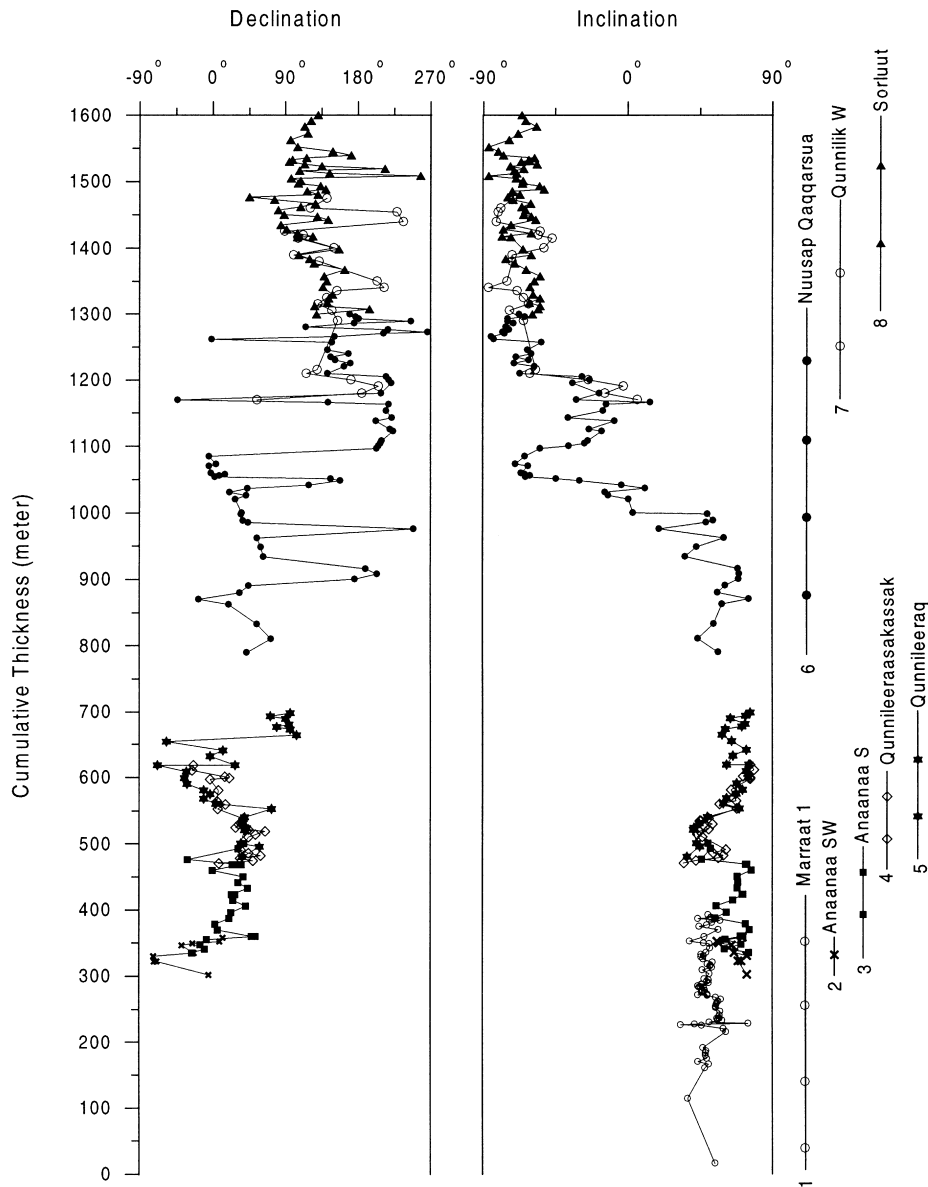 Declination Inclination
-90° 0° 90° 180° 270° -90° 0° 90°
Cumulative Thickness (meter)
1600
1500
1400
1300
1200
1100
1000
900
800
700
600
500
400
300
200
100
0
1 Marraat 1
2 Anaanaa SW
3 Anaanaa S
4 Qunnileeraasakassak
5 Qunnileeraq
6 Nuusap Qaqqarsua
7 Qunnilik W
8 Sorluut